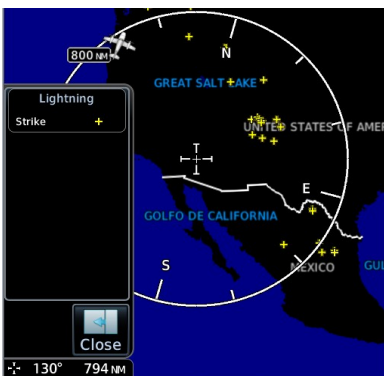 800 NM
N
GREAT SALT LAKE
Lightning
Strike
UNITED STATES OF AMER
E
GOLFO DE CALIFORNIA
S
MEXICO
GUL
Close
130° 794 NM